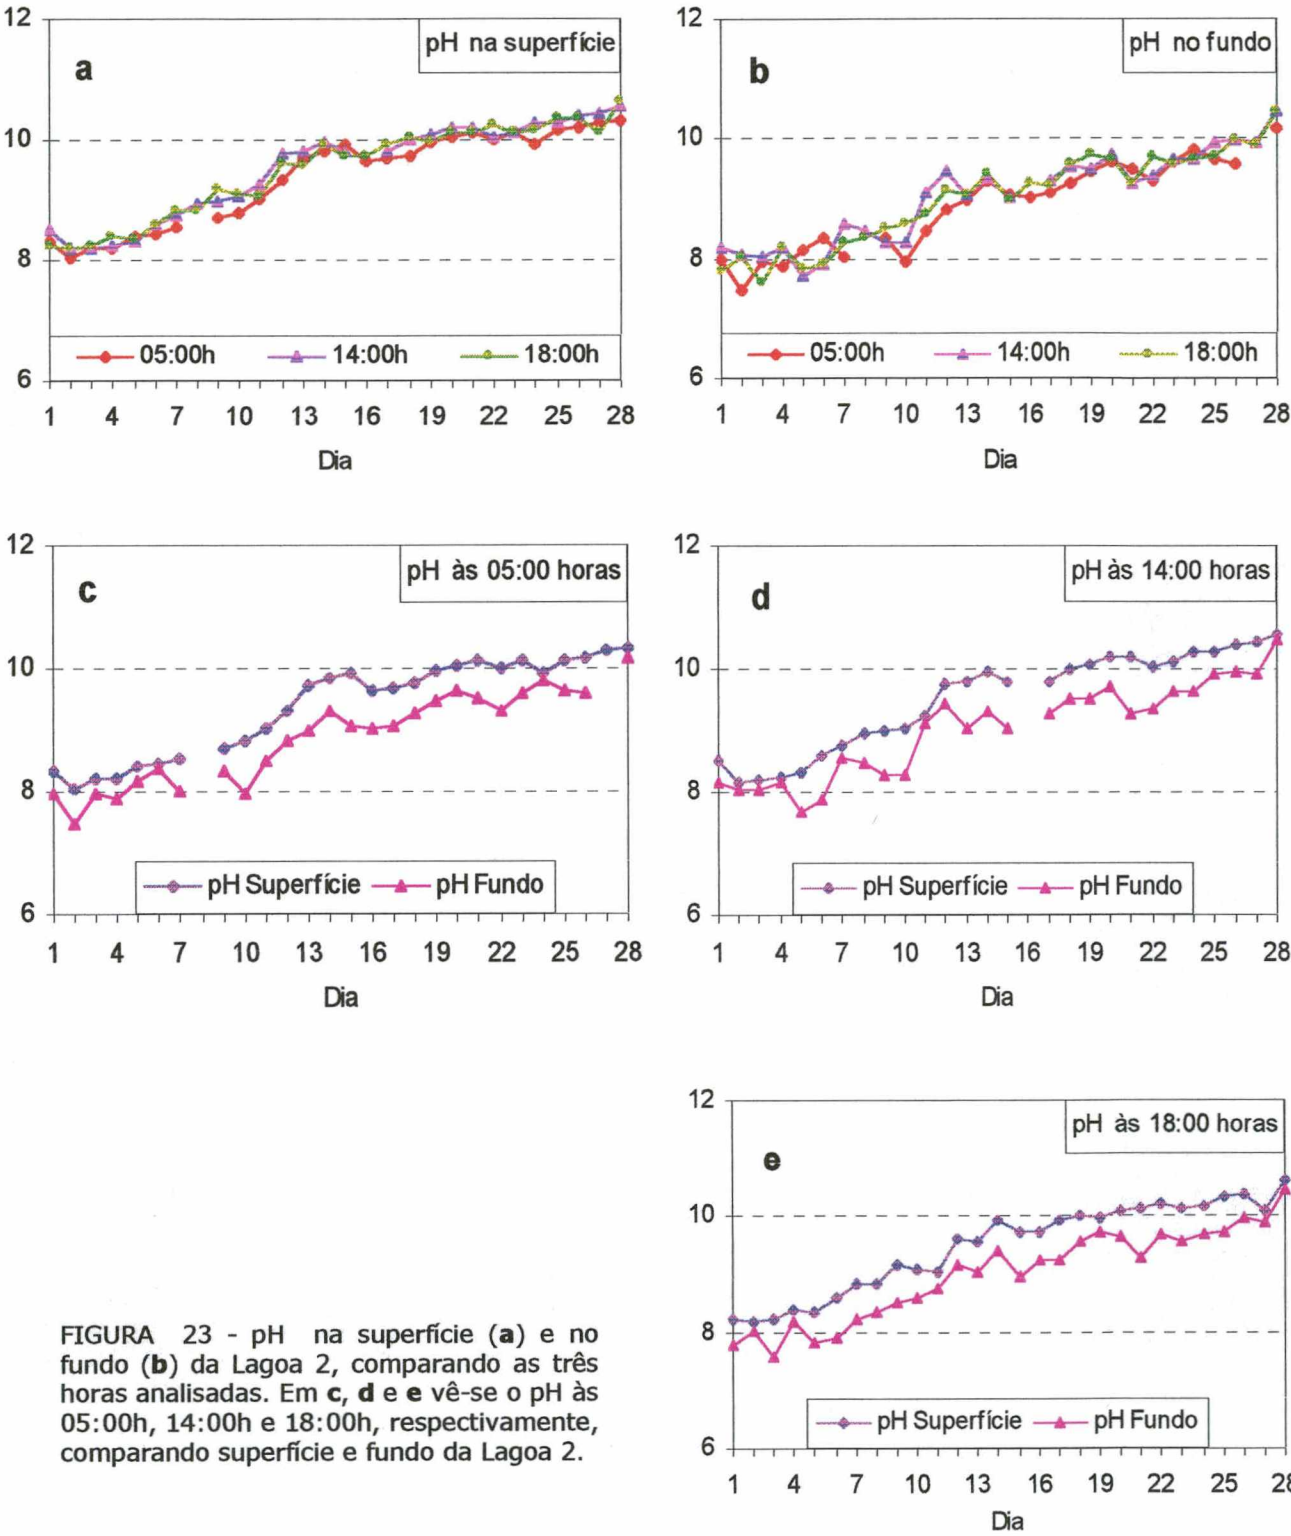 12
10
8
6
a
pH na superfície
05:00h 14:00h 18:00h
1 4 7 10 13 16 19 22 25 28
Dia
12
10
8
6
b
pH no fundo
05:00h 14:00h 18:00h
1 4 7 10 13 16 19 22 25 28
Dia
12
10
8
6
c
pH às 05:00 horas
pH Superfície pH Fundo
1 4 7 10 13 16 19 22 25 28
Dia
12
10
8
6
d
pH às 14:00 horas
pH Superfície pH Fundo
1 4 7 10 13 16 19 22 25 28
Dia
12
10
8
6
e
pH às 18:00 horas
pH Superfície pH Fundo
1 4 7 10 13 16 19 22 25 28
Dia
FIGURA 23 - pH na superfície (a) e no
fundo (b) da Lagoa 2, comparando as três
horas analisadas. Em c, d e e vê-se o pH às
05:00h, 14:00h e 18:00h, respectivamente,
comparando superfície e fundo da Lagoa 2.